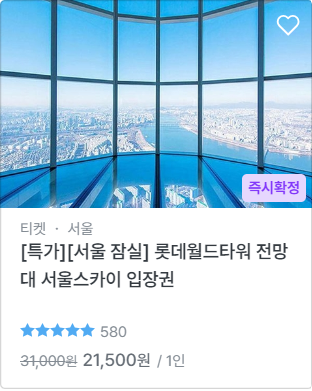 즉시확정
티켓 · 서울
[특가][서울 잠실] 롯데월드타워 전망
대 서울스카이 입장권
580
31,000원 21,500원 / 1인